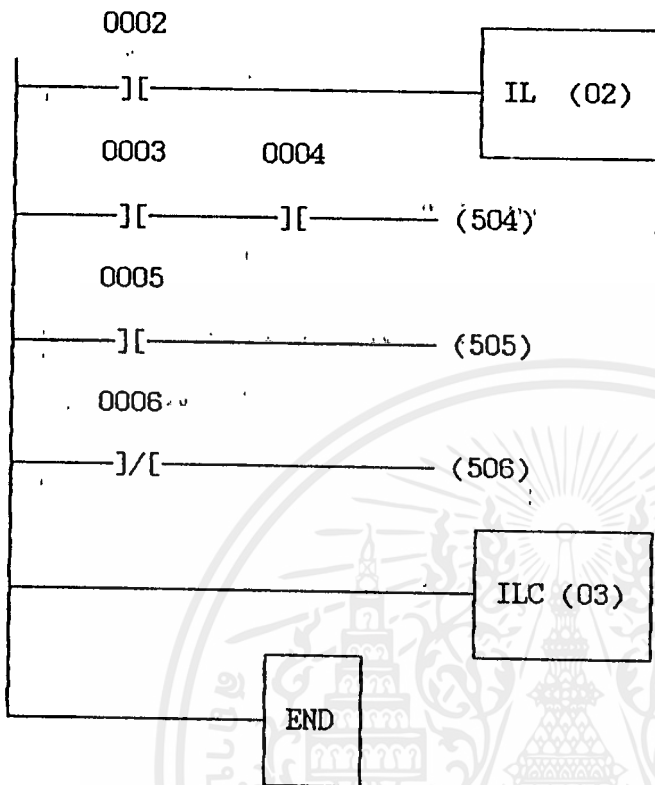 0002
][
IL (02)
0003 0004
][ ][ (504)
0005
][ (505)
0006
]/[ (506)
ILC (03)
END